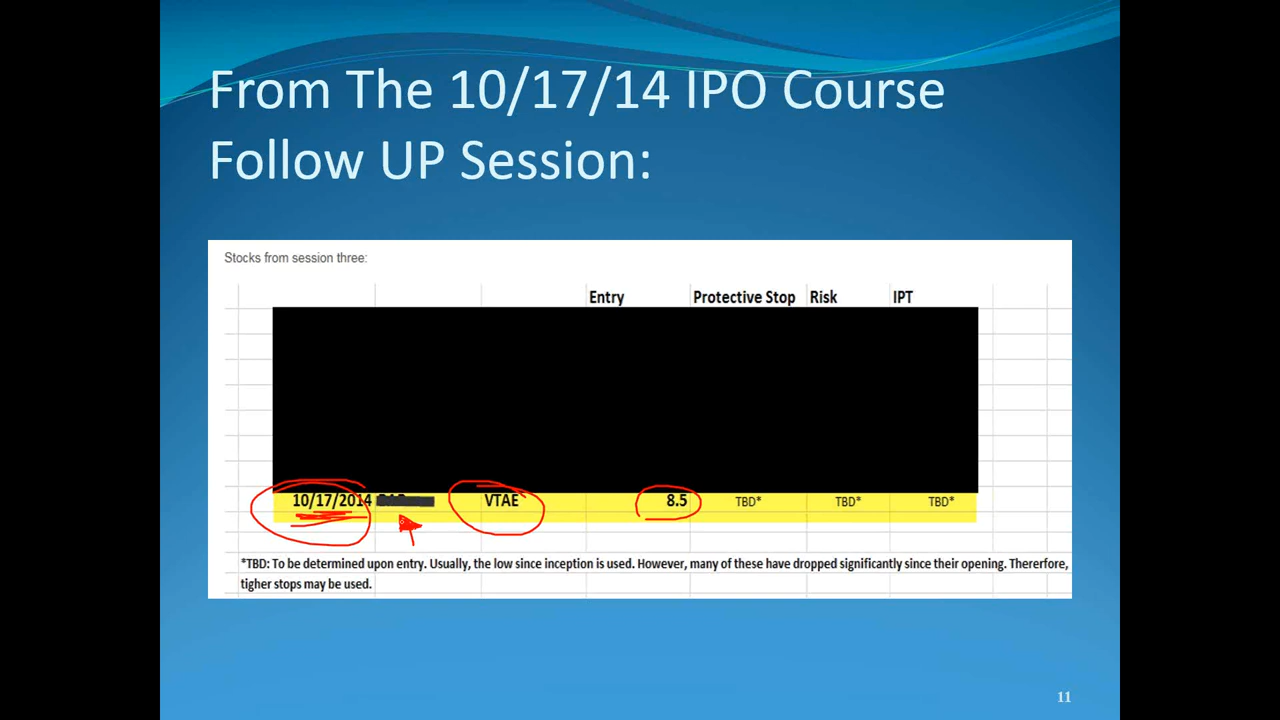 From The 10/17/14 IPO Course
Follow UP Session:
Stocks from session three:
Entry Protective Stop Risk IPT
10/17/2014 VTAE 8.5 TBD* TBD* TBD*
*TBD: To be determined upon entry. Usually, the low since inception is used. However, many of these have dropped significantly since their opening. Thererfore,
tigher stops may be used.
11